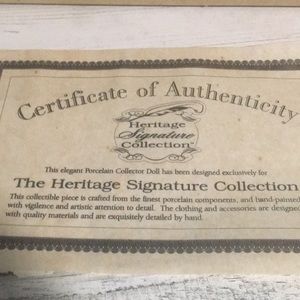 Certificate of Authenticity
Heritage
Signature
Collection™
This elegant Porcelain Collector Doll has been designed exclusively for
The Heritage Signature Collection
This collectible piece is crafted from the finest porcelain components, and hand-painted
with vigilence and artistic attention to detail. The clothing and accessories are designed
with quality materials and are exquisitely detailed by hand.